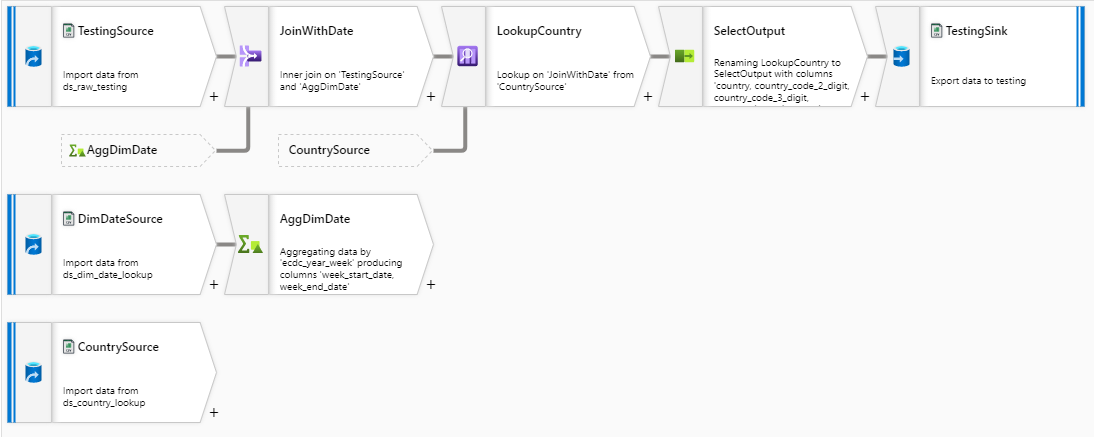 TestingSource
Import data from
ds_raw_testing
+
JoinWithDate
Inner join on 'TestingSource'
and 'AggDimDate'
+
LookupCountry
Lookup on 'JoinWithDate' from
'CountrySource'
+
SelectOutput
Renaming LookupCountry to
SelectOutput with columns
'country, country_code_2_digit,
country_code_3_digit,
+
TestingSink
Export data to testing
AggDimDate
CountrySource
DimDateSource
Import data from
ds_dim_date_lookup
+
AggDimDate
Aggregating data by
'ecdc_year_week' producing
columns 'week_start_date,
week_end_date'
+
CountrySource
Import data from
ds_country_lookup
+